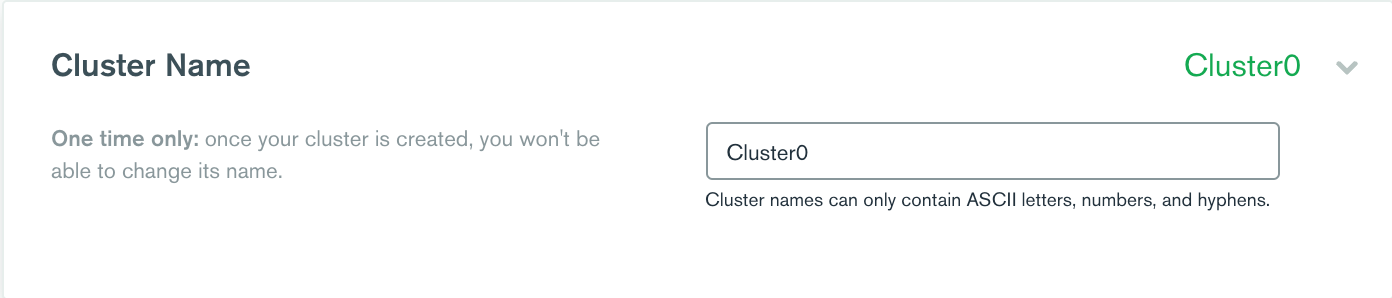 Cluster Name
Cluster0
One time only: once your cluster is created, you won't be
able to change its name.
Cluster0
Cluster names can only contain ASCII letters, numbers, and hyphens.